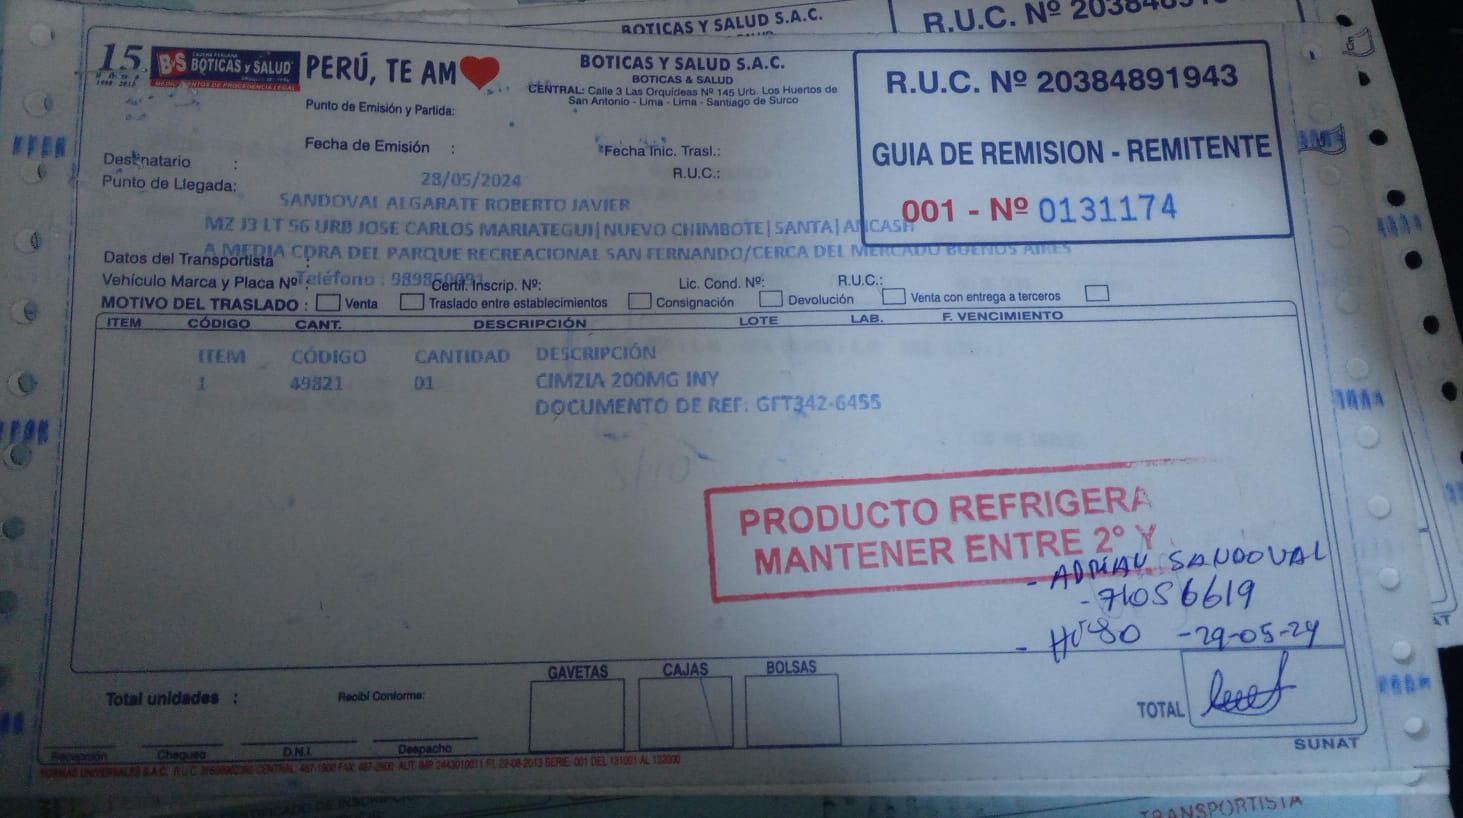 BOTICAS Y SALUD S.A.C.
R.U.C. Nº
15
BS BOTICAS y SALUD
PERÚ, TE AM
BOTICAS Y SALUD S.A.C.
BOTICAS & SALUD
CENTRAL: Calle 3 Las Orquídeas Nº 145 Urb. Los Huertos de
San Antonio - Lima - Lima - Santiago de Surco
R.U.C. Nº 20384891943
GUIA DE REMISION - REMITENTE
001 - Nº 0131174
Punto de Emisión y Partida:
Fecha de Emisión :
Fecha Inic. Trasl.:
Destinatario :
R.U.C.:
Punto de Llegada:
28/05/2024
SANDOVAL ALGARATE ROBERTO JAVIER
MZ J3 LT 56 URB JOSE CARLOS MARIATEGUI| NUEVO CHIMBOTE| SANTA| ANCASH
A MEDIA CDRA DEL PARQUE RECREACIONAL SAN FERNANDO/CERCA DEL MERCADO BUENOS AIRES
Datos del Transportista :
Vehículo Marca y Placa Nº
Teléfono :
Certif. Inscrip. Nº:
Lic. Cond. Nº:
R.U.C.:
MOTIVO DEL TRASLADO : Venta Traslado entre establecimientos Consignación Devolución Venta con entrega a terceros
ITEM CÓDIGO CANT. DESCRIPCIÓN LOTE LAB. F. VENCIMIENTO
ITEM CÓDIGO CANTIDAD DESCRIPCIÓN
1 49821 01 CIMZIA 200MG INY
DOCUMENTO DE REF: GFT342-6455
PRODUCTO REFRIGERA
MANTENER ENTRE 2° Y
- ADRIAN SANDOVAL
- 71056619
-29-05-24
GAVETAS CAJAS BOLSAS
Total unidades :
Recibí Conforme:
TOTAL
Recepción Chequeo D.N.I. Despacho
SUNAT
TRANSPORTISTA